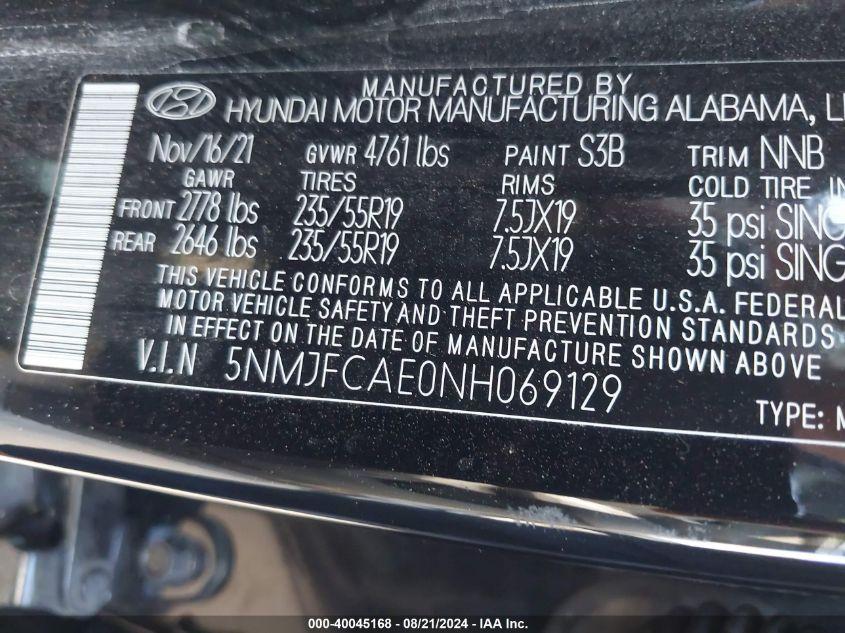 MANUFACTURED BY
HYUNDAI MOTOR MANUFACTURING ALABAMA,
Nov/16/21 GVWR 4761 lbs PAINT S3B TRIM NNB
GAWR TIRES RIMS COLD TIRE
FRONT 2778 lbs 235/55R19 7.5JX19 35 psi SING
REAR 2646 lbs 235/55R19 7.5JX19 35 psi SING
THIS VEHICLE CONFORMS TO ALL APPLICABLE U.S.A. FEDERAL
MOTOR VEHICLE SAFETY AND THEFT PREVENTION STANDARDS
IN EFFECT ON THE DATE OF MANUFACTURE SHOWN ABOVE
V.I.N 5NMJFCAE0NH069129
TYPE: M
000-40045168 - 08/21/2024 - IAA Inc.